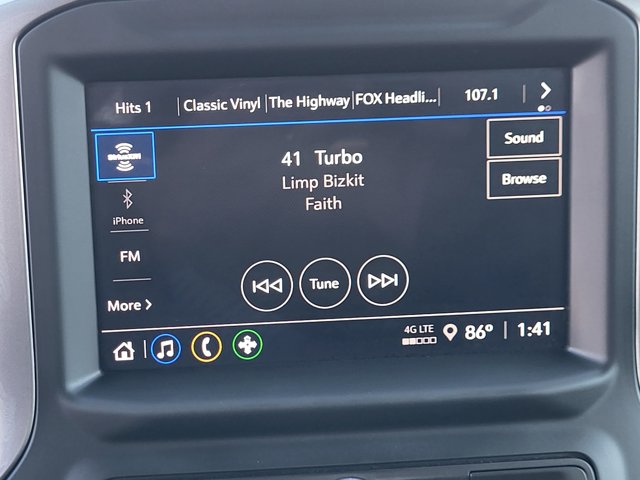 Hits 1 Classic Vinyl The Highway FOX Headli... 107.1
SiriusXM
iPhone
FM
More
41 Turbo
Limp Bizkit
Faith
Sound
Browse
Tune
4G LTE 86° 1:41